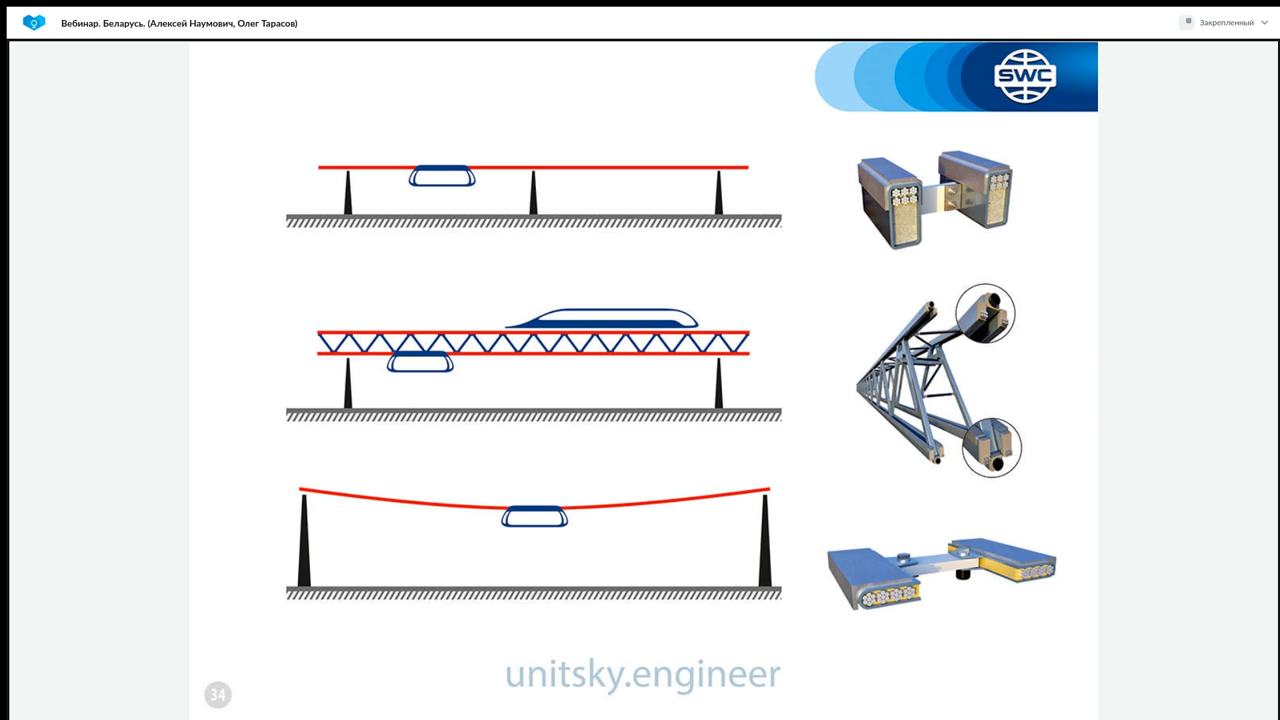 Вебинар. Беларусь. (Алексей Наумович, Олег Тарасов)
Закрепленный
SWC
unitsky.engineer
34